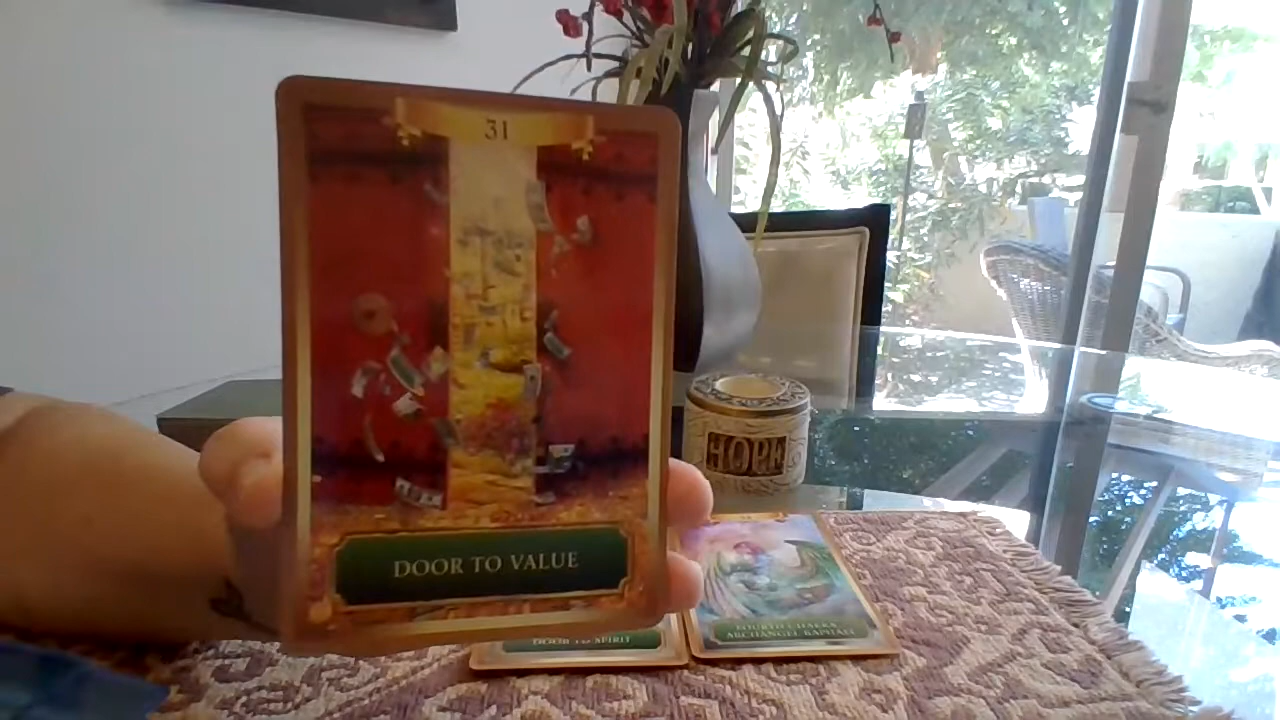 31
DOOR TO VALUE
HOPE
DOOR TO SPIRIT
FOURTH CHAKRA
ARCHANGEL RAPHAEL